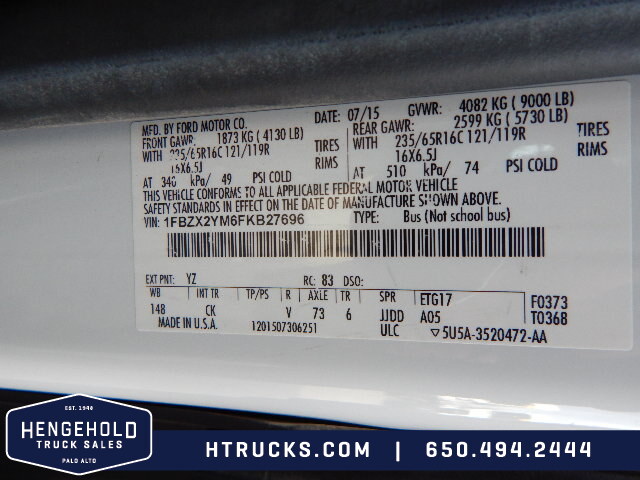 MFD. BY FORD MOTOR CO. DATE: 07/15 GVWR: 4082 KG ( 9000 LB)
FRONT GAWR: 1873 KG ( 4130 LB) REAR GAWR: 2599 KG ( 5730 LB)
WITH 235/65R16C 121/119R TIRES WITH 235/65R16C 121/119R TIRES
16X6.5J RIMS 16X6.5J RIMS
AT 340 kPa/ 49 PSI COLD AT 510 kPa/ 74 PSI COLD
THIS VEHICLE CONFORMS TO ALL APPLICABLE FEDERAL MOTOR VEHICLE
SAFETY STANDARDS IN EFFECT ON THE DATE OF MANUFACTURE SHOWN ABOVE.
VIN: 1FBZX2YM6FKB27696 TYPE: Bus (Not school bus)
EXT PNT: YZ RC: 83 DSO:
WB INT TR TP/PS R AXLE TR SPR ETG17 F0373
148 CK V 73 6 JJDD A05 T0368
MADE IN U.S.A. 1201507306251 ULC ▽5U5A-3520472-AA
EST. 1940
HENGEHOLD
TRUCK SALES
PALO ALTO
HTRUCKS.COM | 650.494.2444